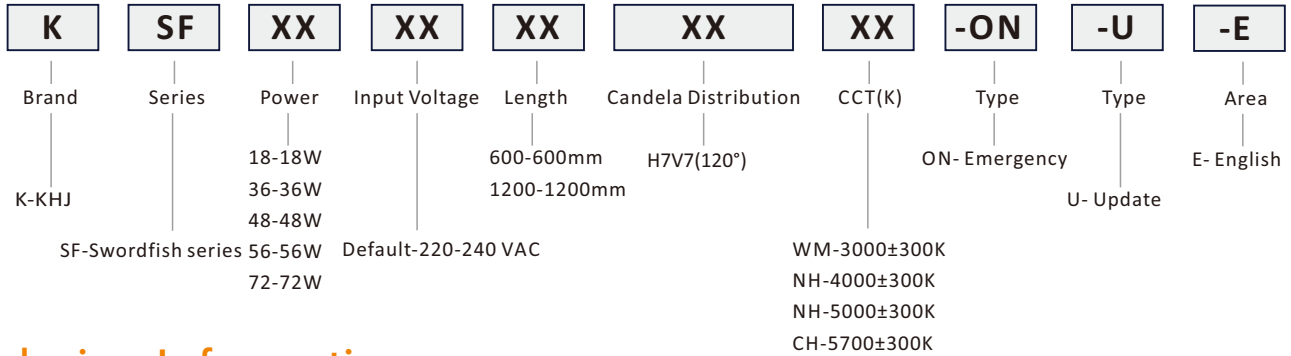 K SF XX XX XX XX XX -ON -U -E
Brand Series Power Input Voltage Length Candela Distribution CCT(K) Type Type Area
18-18W 600-600mm H7V7(120°) ON- Emergency E- English
36-36W 1200-1200mm
K-KHJ U- Update
48-48W
SF-Swordfish series 56-56W Default-220-240 VAC WM-3000±300K
72-72W NH-4000±300K
NH-5000±300K
CH-5700±300K